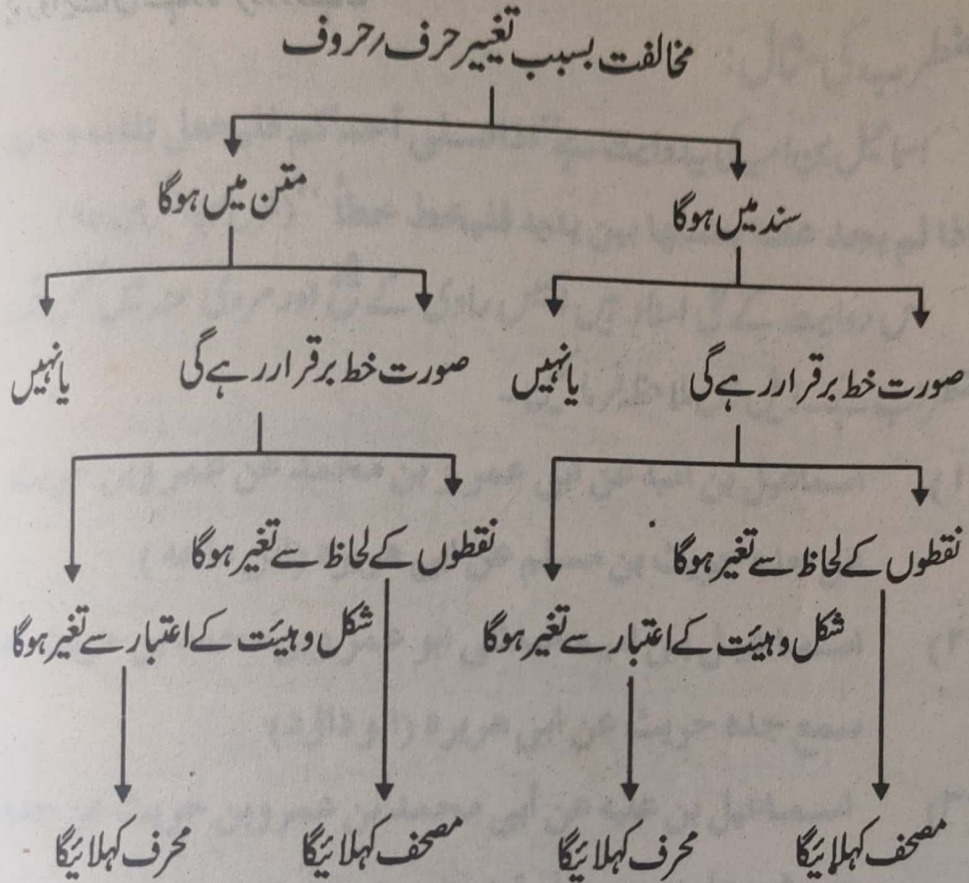 مخالفت بسبب تغییر حرف/حروف
سند میں ہوگا
متن میں ہوگا
صورت خط برقرار رہے گی
یا نہیں
صورت خط برقرار رہے گی
یا نہیں
نقطوں کے لحاظ سے تغیر ہوگا
نقطوں کے لحاظ سے تغیر ہوگا
شکل و ہیئت کے اعتبار سے تغیر ہوگا
شکل و ہیئت کے اعتبار سے تغیر ہوگا
مصحف کہلائیگا
محرف کہلائیگا
مصحف کہلائیگا
محرف کہلائیگا